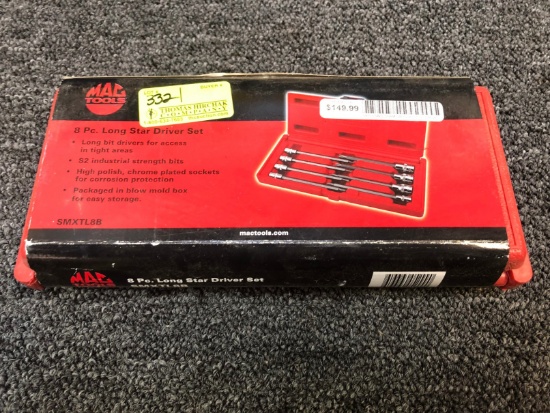 MAC
TOOLS
332
THOMAS HIRCHAK
C·O·M·P·A·N·Y
$149.99
8 Pc. Long Star Driver Set
• Long bit drivers for access
in tight areas
• S2 industrial strength bits
• High polish, chrome plated sockets
for corrosion protection
• Packaged in blow mold box
for easy storage.
SMXTL8B
mactools.com
MAC
TOOLS
8 Pc. Long Star Driver Set
SMXTL8B